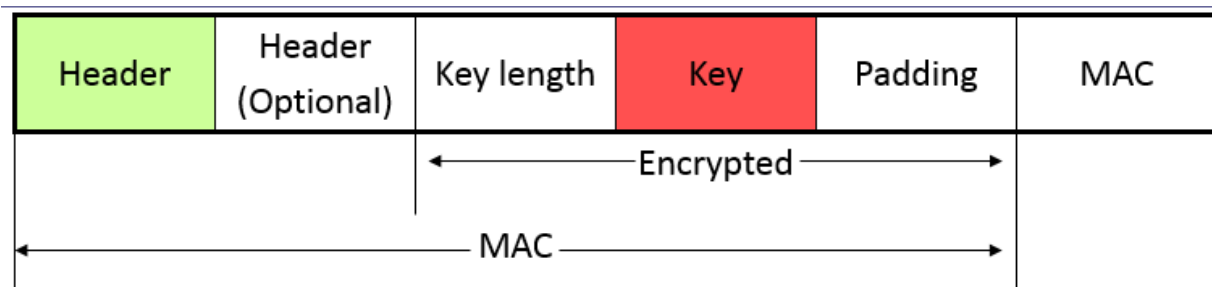 Header
Header
(Optional)
Key length
Key
Padding
MAC
Encrypted
MAC